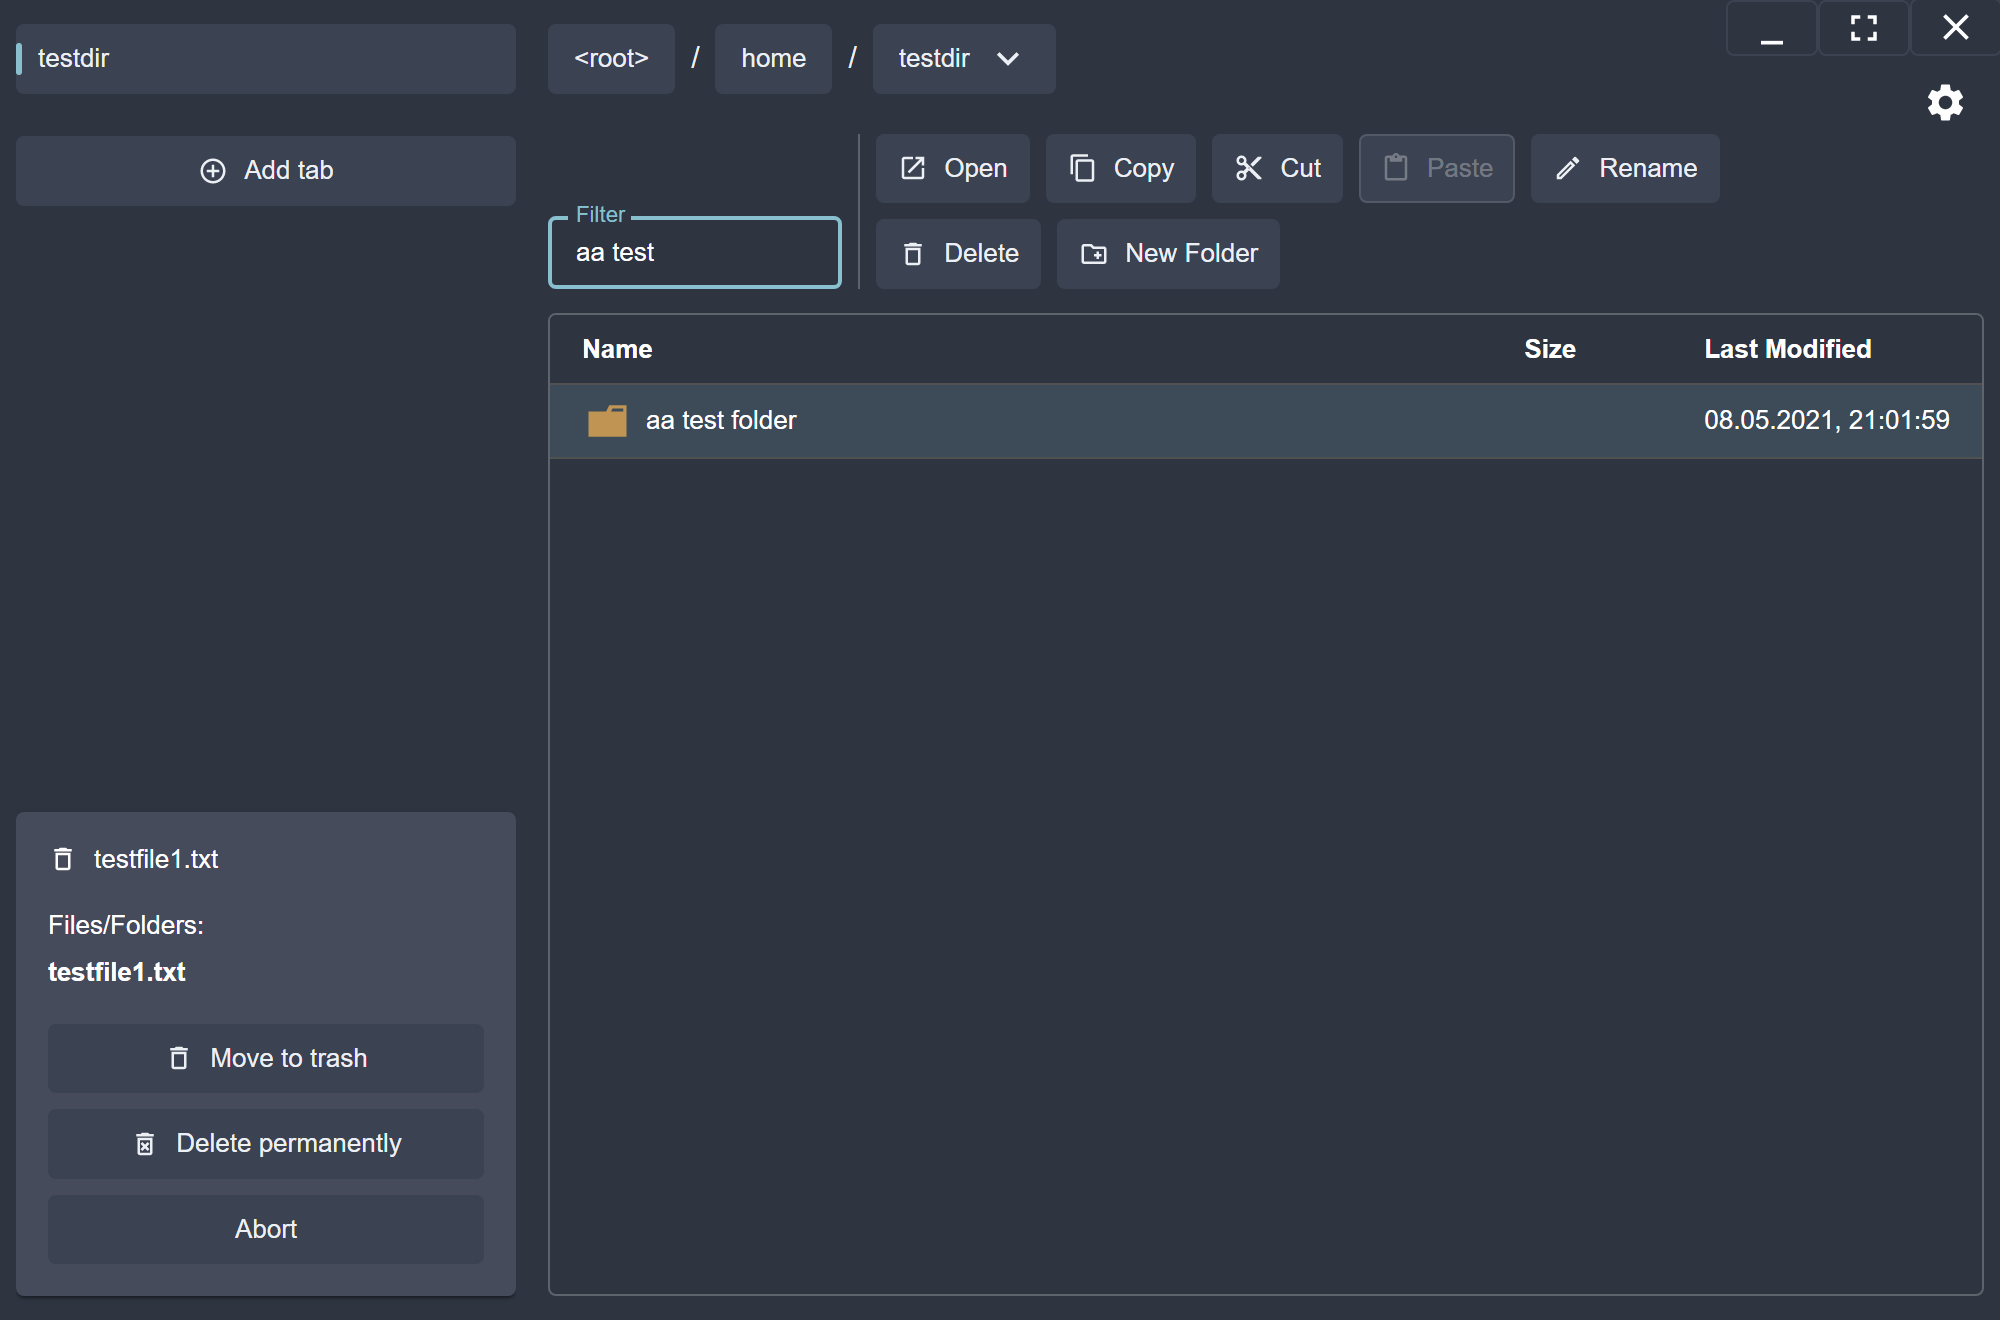 testdir
Add tab
<root> / home / testdir
Filter
aa test
Open
Copy
Cut
Paste
Rename
Delete
New Folder
Name Size Last Modified
aa test folder 08.05.2021, 21:01:59
testfile1.txt
Files/Folders:
testfile1.txt
Move to trash
Delete permanently
Abort